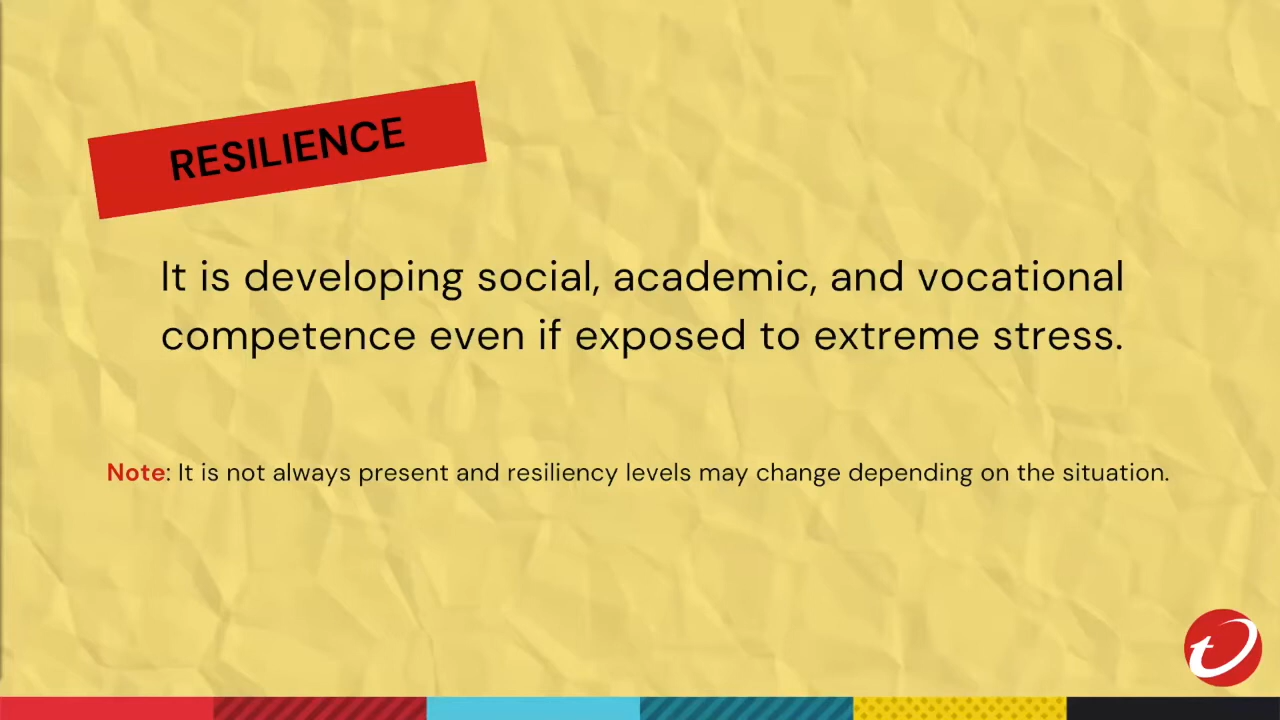 RESILIENCE
It is developing social, academic, and vocational
competence even if exposed to extreme stress.
Note: It is not always present and resiliency levels may change depending on the situation.